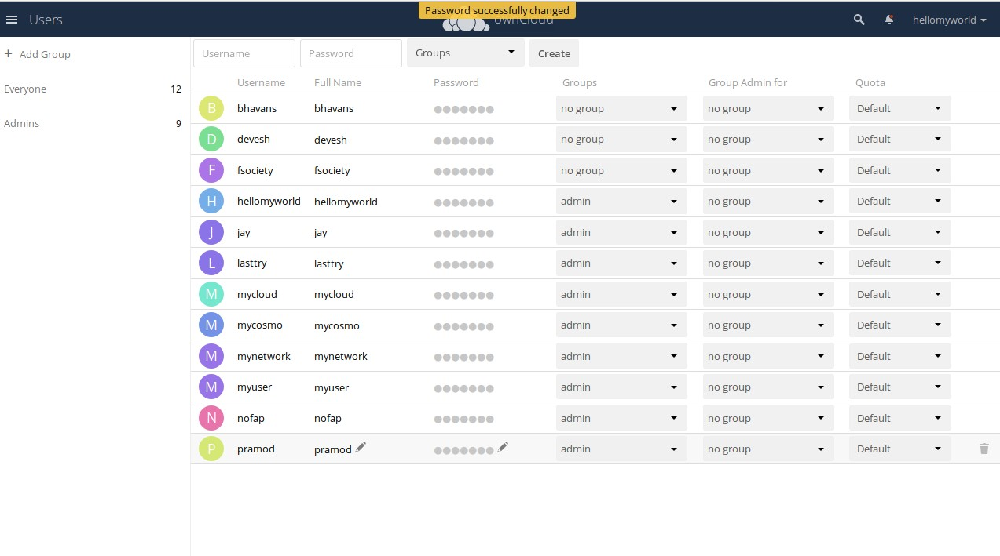 Password successfully changed
Users ownCloud hellomyworld
Add Group Username Password Groups Create
Everyone 12
Admins 9
Username Full Name Password Groups Group Admin for Quota
B bhavans bhavans no group no group Default
D devesh devesh no group no group Default
F fsociety fsociety no group no group Default
H hellomyworld hellomyworld admin no group Default
J jay jay admin no group Default
L lasttry lasttry admin no group Default
M mycloud mycloud admin no group Default
M mycosmo mycosmo admin no group Default
M mynetwork mynetwork admin no group Default
M myuser myuser admin no group Default
N nofap nofap admin no group Default
P pramod pramod admin no group Default